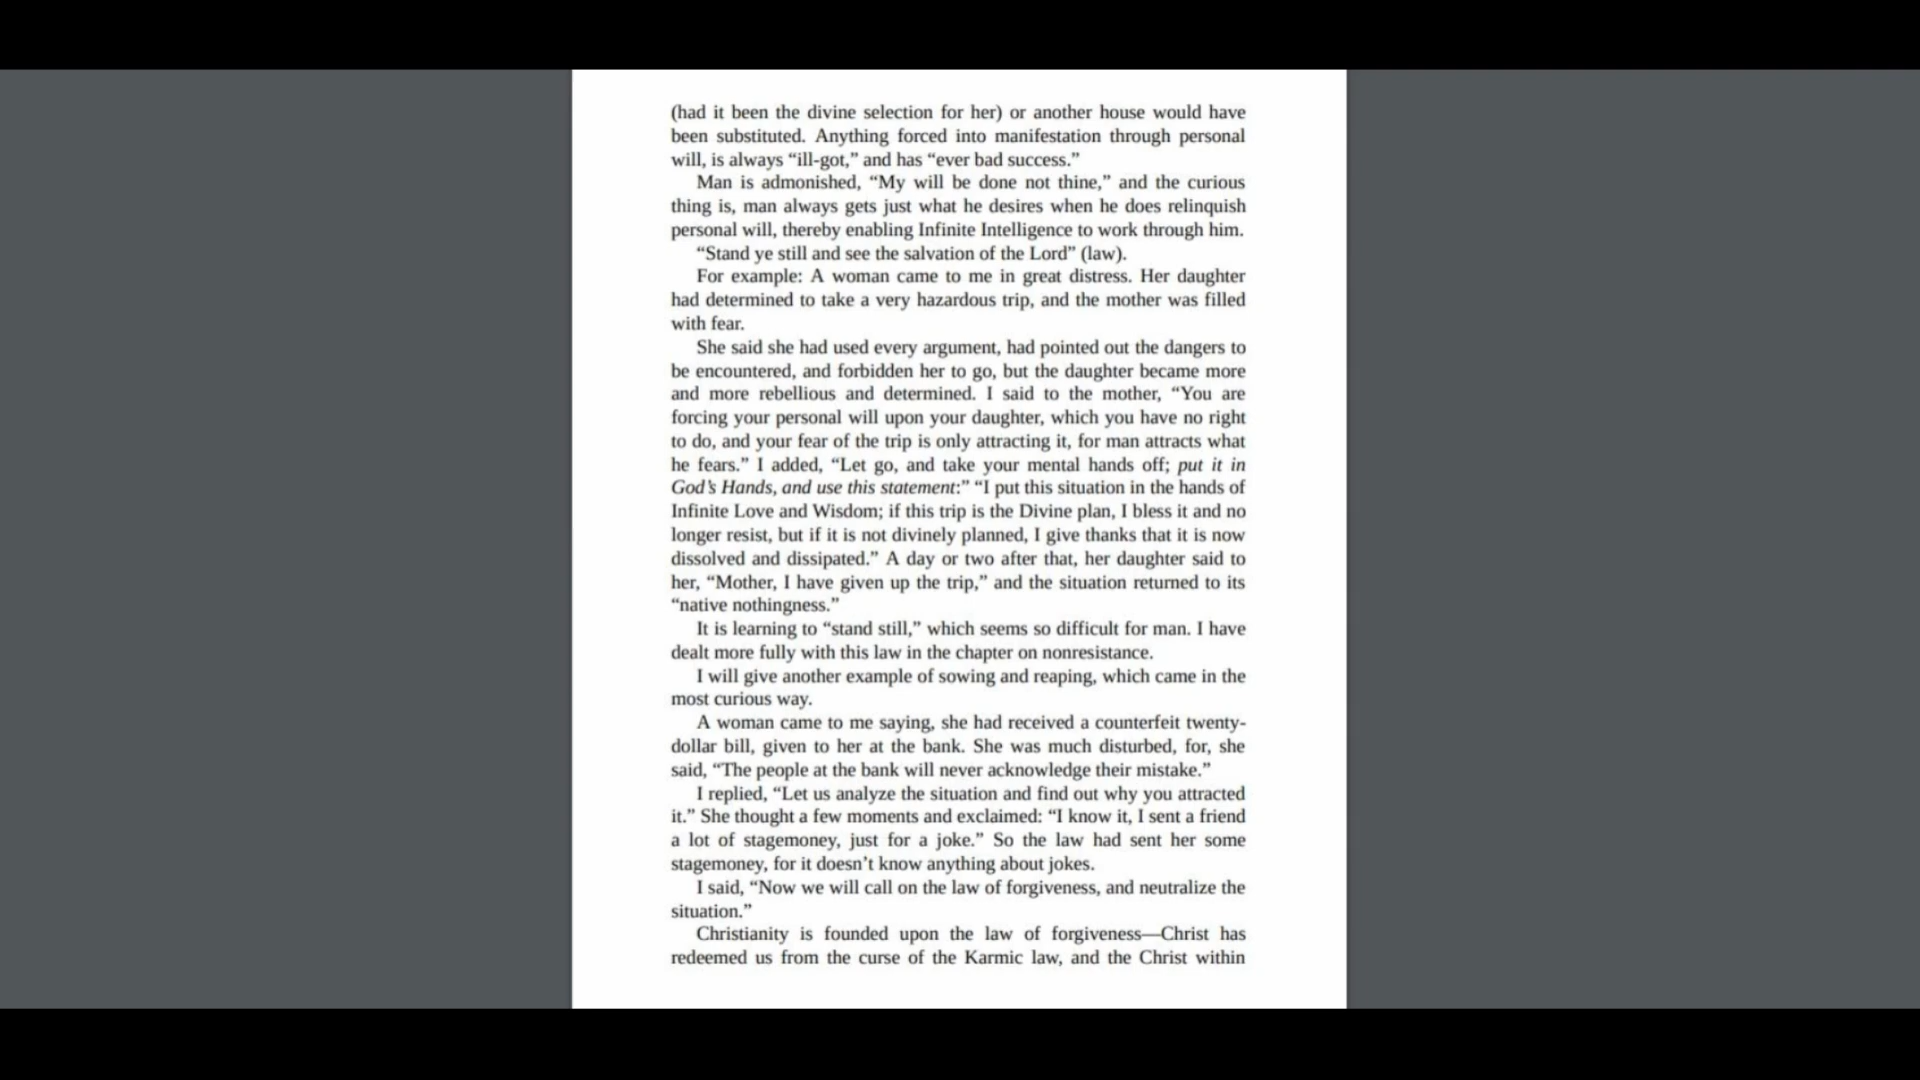 (had it been the divine selection for her) or another house would have
been substituted. Anything forced into manifestation through personal
will, is always “ill-got,” and has “ever bad success.”
Man is admonished, “My will be done not thine,” and the curious
thing is, man always gets just what he desires when he does relinquish
personal will, thereby enabling Infinite Intelligence to work through him.
“Stand ye still and see the salvation of the Lord” (law).
For example: A woman came to me in great distress. Her daughter
had determined to take a very hazardous trip, and the mother was filled
with fear.
She said she had used every argument, had pointed out the dangers to
be encountered, and forbidden her to go, but the daughter became more
and more rebellious and determined. I said to the mother, “You are
forcing your personal will upon your daughter, which you have no right
to do, and your fear of the trip is only attracting it, for man attracts what
he fears.” I added, “Let go, and take your mental hands off; put it in
God’s Hands, and use this statement:” “I put this situation in the hands of
Infinite Love and Wisdom; if this trip is the Divine plan, I bless it and no
longer resist, but if it is not divinely planned, I give thanks that it is now
dissolved and dissipated.” A day or two after that, her daughter said to
her, “Mother, I have given up the trip,” and the situation returned to its
“native nothingness.”
It is learning to “stand still,” which seems so difficult for man. I have
dealt more fully with this law in the chapter on nonresistance.
I will give another example of sowing and reaping, which came in the
most curious way.
A woman came to me saying, she had received a counterfeit twenty-
dollar bill, given to her at the bank. She was much disturbed, for, she
said, “The people at the bank will never acknowledge their mistake.”
I replied, “Let us analyze the situation and find out why you attracted
it.” She thought a few moments and exclaimed: “I know it, I sent a friend
a lot of stagemoney, just for a joke.” So the law had sent her some
stagemoney, for it doesn’t know anything about jokes.
I said, “Now we will call on the law of forgiveness, and neutralize the
situation.”
Christianity is founded upon the law of forgiveness—Christ has
redeemed us from the curse of the Karmic law, and the Christ within